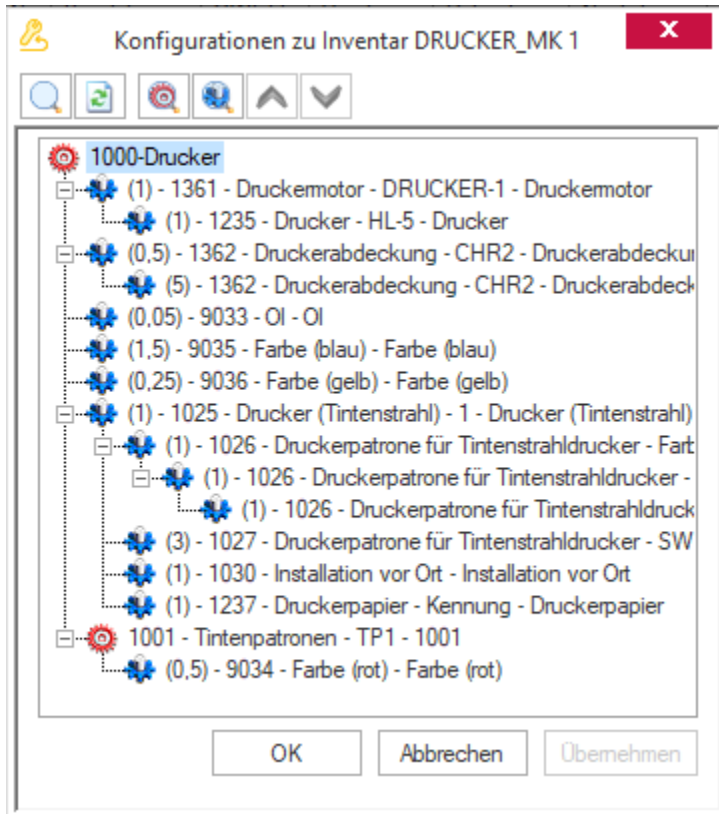 Konfigurationen zu Inventar DRUCKER_MK 1
X
1000-Drucker
(1) - 1361 - Druckermotor - DRUCKER-1 - Druckermotor
(1) - 1235 - Drucker - HL-5 - Drucker
(0,5) - 1362 - Druckerabdeckung - CHR2 - Druckerabdeckun
(5) - 1362 - Druckerabdeckung - CHR2 - Druckerabdeck
(0,05) - 9033 - Ol - Ol
(1,5) - 9035 - Farbe (blau) - Farbe (blau)
(0,25) - 9036 - Farbe (gelb) - Farbe (gelb)
(1) - 1025 - Drucker (Tintenstrahl) - 1 - Drucker (Tintenstrahl)
(1) - 1026 - Druckerpatrone für Tintenstrahldrucker - Farb
(1) - 1026 - Druckerpatrone für Tintenstrahldrucker -
(1) - 1026 - Druckerpatrone für Tintenstrahldruck
(3) - 1027 - Druckerpatrone für Tintenstrahldrucker - SW
(1) - 1030 - Installation vor Ort - Installation vor Ort
(1) - 1237 - Druckerpapier - Kennung - Druckerpapier
1001 - Tintenpatronen - TP1 - 1001
(0,5) - 9034 - Farbe (rot) - Farbe (rot)
OK
Abbrechen
Übernehmen